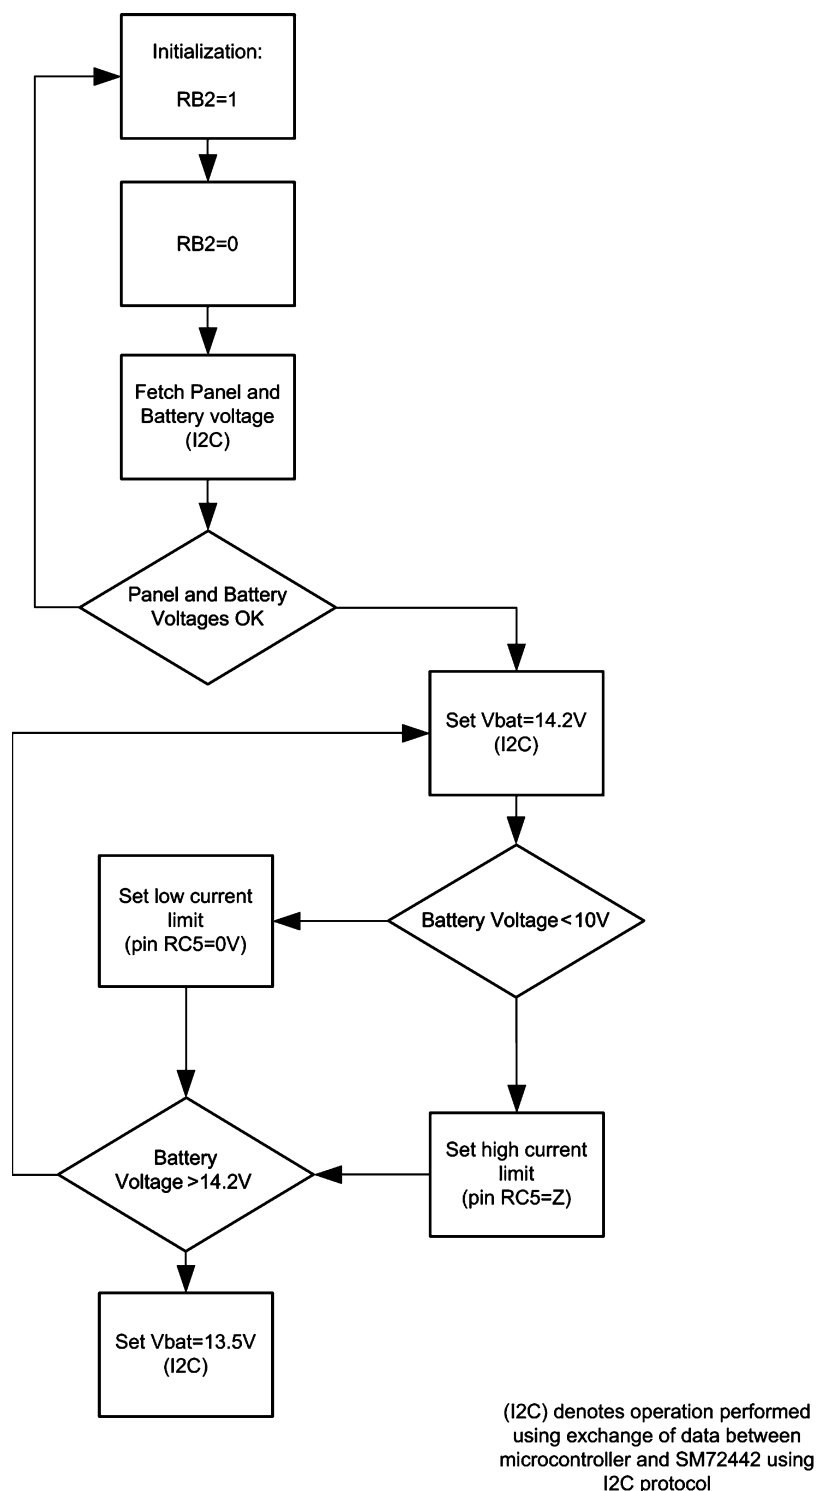 Initialization:
RB2=1
RB2=0
Fetch Panel and
Battery voltage
(I2C)
Panel and Battery
Voltages OK
Set Vbat=14.2V
(I2C)
Battery Voltage<10V
Set low current
limit
(pin RC5=0V)
Set high current
limit
(pin RC5=Z)
Battery
Voltage>14.2V
Set Vbat=13.5V
(I2C)
(I2C) denotes operation performed
using exchange of data between
microcontroller and SM72442 using
I2C protocol